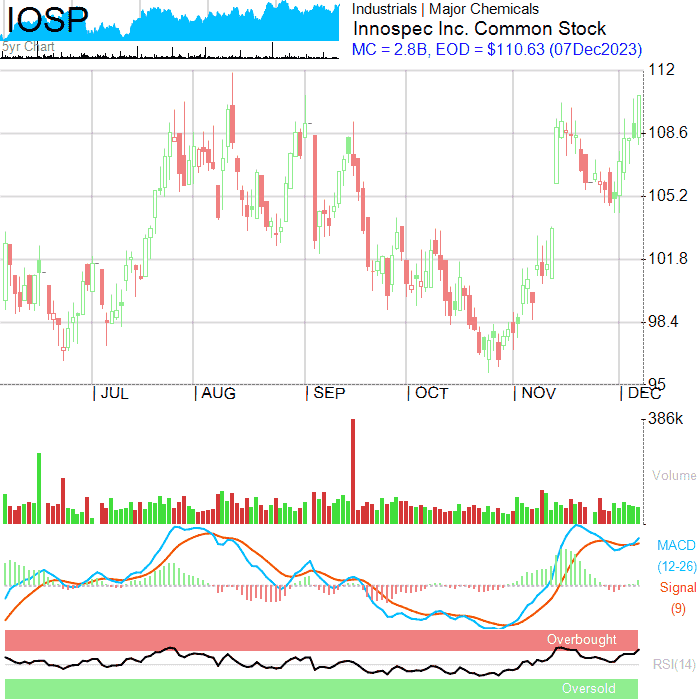 IOSP
5yr Chart
Industrials | Major Chemicals
Innospec Inc. Common Stock
MC = 2.8B, EOD = $110.63 (07Dec2023)
112
108.6
105.2
101.8
98.4
95
JUL AUG SEP OCT NOV DEC
386k
Volume
MACD
(12-26)
Signal
(9)
Overbought
RSI(14)
Oversold